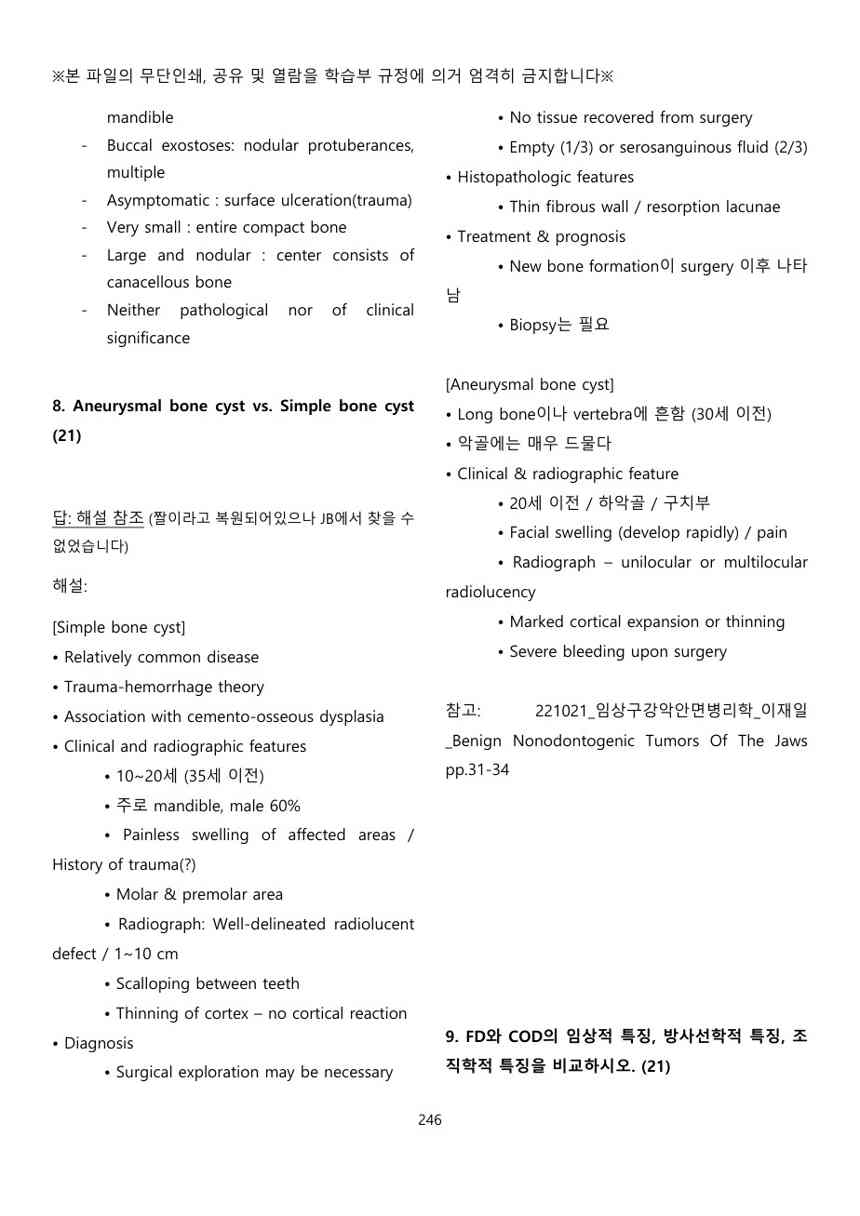 ※본 파일의 무단인쇄, 공유 및 열람을 학습부 규정에 의거 엄격히 금지합니다※
mandible
- Buccal exostoses: nodular protuberances,
multiple
- Asymptomatic : surface ulceration(trauma)
- Very small : entire compact bone
- Large and nodular : center consists of
canacellous bone
- Neither pathological nor of clinical
significance
8. Aneurysmal bone cyst vs. Simple bone cyst
(21)
답: 해설 참조 (짤이라고 복원되어있으나 JB에서 찾을 수
없었습니다)
해설:
[Simple bone cyst]
• Relatively common disease
• Trauma-hemorrhage theory
• Association with cemento-osseous dysplasia
• Clinical and radiographic features
• 10~20세 (35세 이전)
• 주로 mandible, male 60%
• Painless swelling of affected areas /
History of trauma(?)
• Molar & premolar area
• Radiograph: Well-delineated radiolucent
defect / 1~10 cm
• Scalloping between teeth
• Thinning of cortex – no cortical reaction
• Diagnosis
• Surgical exploration may be necessary
• No tissue recovered from surgery
• Empty (1/3) or serosanguinous fluid (2/3)
• Histopathologic features
• Thin fibrous wall / resorption lacunae
• Treatment & prognosis
• New bone formation이 surgery 이후 나타
남
• Biopsy는 필요
[Aneurysmal bone cyst]
• Long bone이나 vertebra에 흔함 (30세 이전)
• 악골에는 매우 드물다
• Clinical & radiographic feature
• 20세 이전 / 하악골 / 구치부
• Facial swelling (develop rapidly) / pain
• Radiograph – unilocular or multilocular
radiolucency
• Marked cortical expansion or thinning
• Severe bleeding upon surgery
참고: 221021_임상구강악안면병리학_이재일
_Benign Nonodontogenic Tumors Of The Jaws
pp.31-34
9. FD와 COD의 임상적 특징, 방사선학적 특징, 조
직학적 특징을 비교하시오. (21)
246